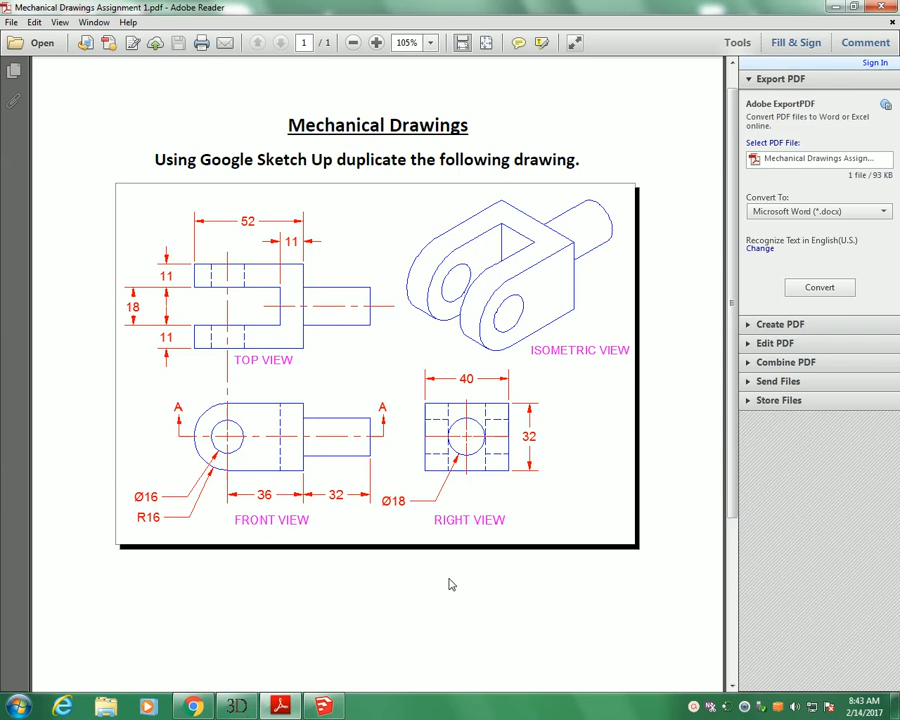 Mechanical Drawings Assignment 1.pdf - Adobe Reader
File Edit View Window Help
Open 1 / 1 105% Tools Fill & Sign Comment
Sign In
Export PDF
Adobe ExportPDF
Convert PDF files to Word or Excel
online.
Select PDF File:
Mechanical Drawings Assign...
1 file / 93 KB
Convert To:
Microsoft Word (*.docx)
Recognize Text in English(U.S.)
Change
Convert
Create PDF
Edit PDF
Combine PDF
Send Files
Store Files
Mechanical Drawings
Using Google Sketch Up duplicate the following drawing.
52
11
11
18
11
TOP VIEW
ISOMETRIC VIEW
A A
Ø16
R16
36 32
FRONT VIEW
40
32
Ø18
RIGHT VIEW
3D
8:43 AM
2/14/2017